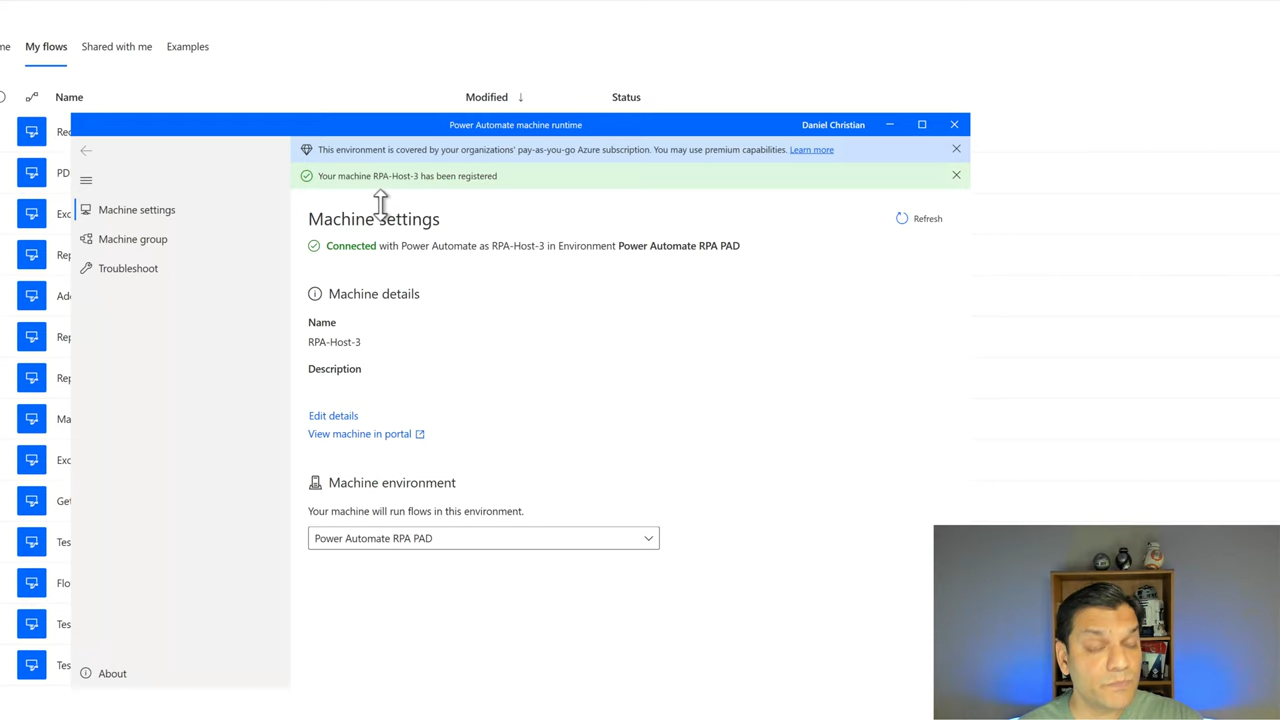 My flows Shared with me Examples
Name Modified ↓ Status
Power Automate machine runtime Daniel Christian
This environment is covered by your organizations' pay-as-you-go Azure subscription. You may use premium capabilities. Learn more
Your machine RPA-Host-3 has been registered
Machine settings
Machine group
Troubleshoot
About
Machine settings
Refresh
Connected with Power Automate as RPA-Host-3 in Environment Power Automate RPA PAD
Machine details
Name
RPA-Host-3
Description
Edit details
View machine in portal
Machine environment
Your machine will run flows in this environment.
Power Automate RPA PAD